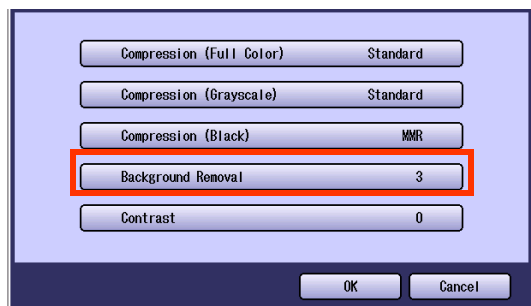 Compression (Full Color) Standard
Compression (Grayscale) Standard
Compression (Black) MMR
Background Removal 3
Contrast 0
OK Cancel